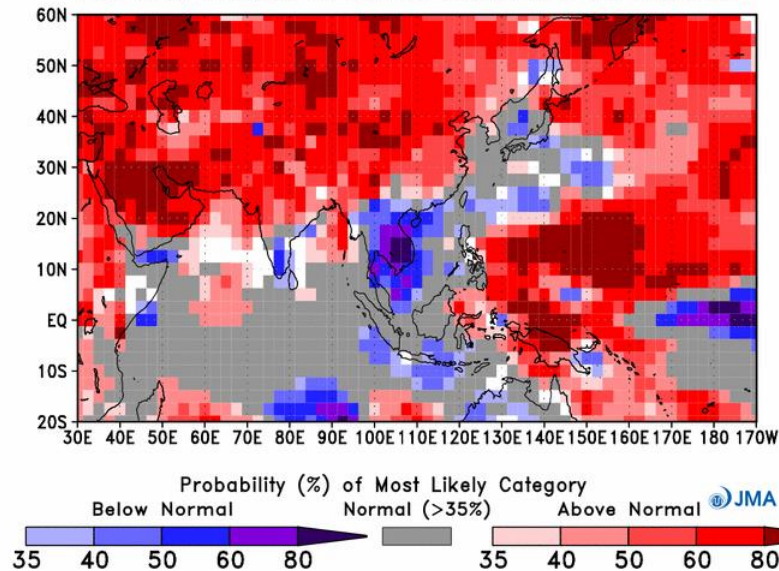 60N
50N
40N
30N
20N
10N
EQ
10S
20S
30E 40E 50E 60E 70E 80E 90E 100E 110E 120E 130E 140E 150E 160E 170E 180 170W
Probability (%) of Most Likely Category
Below Normal Normal (>35%) Above Normal JMA
35 40 50 60 80 35 40 50 60 80